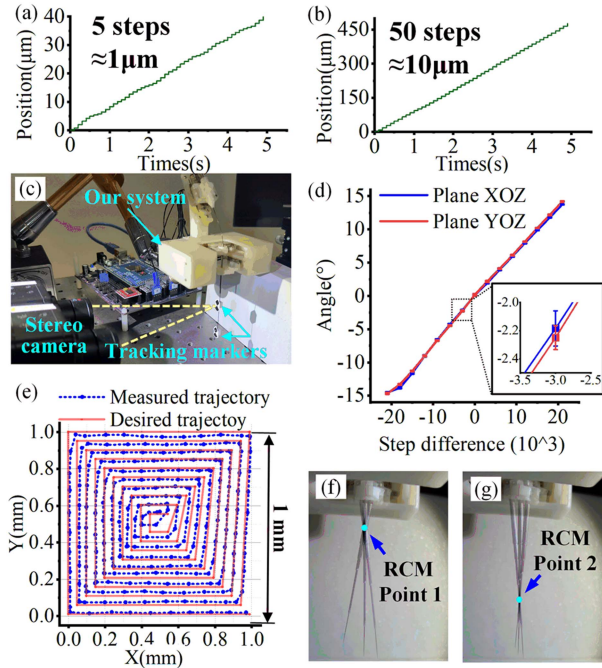 (a)
40
30
20
10
0
Position(μm)
5 steps
≈1μm
0 1 2 3 4 5
Times(s)
(b)
450
300
150
0
Position(μm)
50 steps
≈10μm
0 1 2 3 4 5
Times(s)
(c)
Our system
Stereo
camera
Tracking markers
(d)
Plane XOZ
Plane YOZ
15
10
5
0
-5
-10
-15
Angle(°)
-2.0
-2.2
-2.4
-3.5 -3.0 -2.5
-20 -10 0 10 20
Step difference (10^3)
(e)
Measured trajectory
Desired trajectoy
1.0
0.8
0.6
0.4
0.2
0.0
Y(mm)
1 mm
0.0 0.2 0.4 0.6 0.8 1.0
X(mm)
(f)
RCM
Point 1
(g)
RCM
Point 2